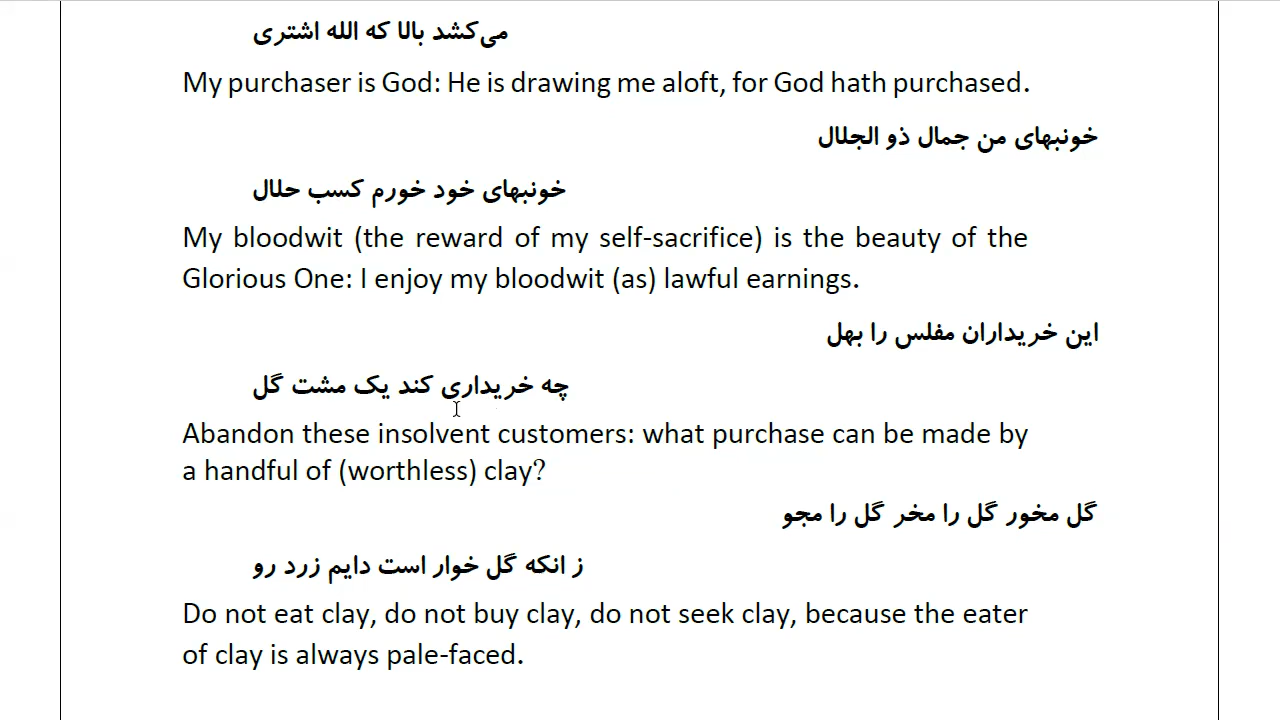 می‌کشد بالا که الله اشتری
My purchaser is God: He is drawing me aloft, for God hath purchased.
خونبهای من جمال ذو الجلال
خونبهای خود خورم کسب حلال
My bloodwit (the reward of my self-sacrifice) is the beauty of the
Glorious One: I enjoy my bloodwit (as) lawful earnings.
این خریداران مفلس را بهل
چه خریداری کند یک مشت گل
Abandon these insolvent customers: what purchase can be made by
a handful of (worthless) clay?
گل مخور گل را مخر گل را مجو
ز انکه گل خوار است دایم زرد رو
Do not eat clay, do not buy clay, do not seek clay, because the eater
of clay is always pale-faced.